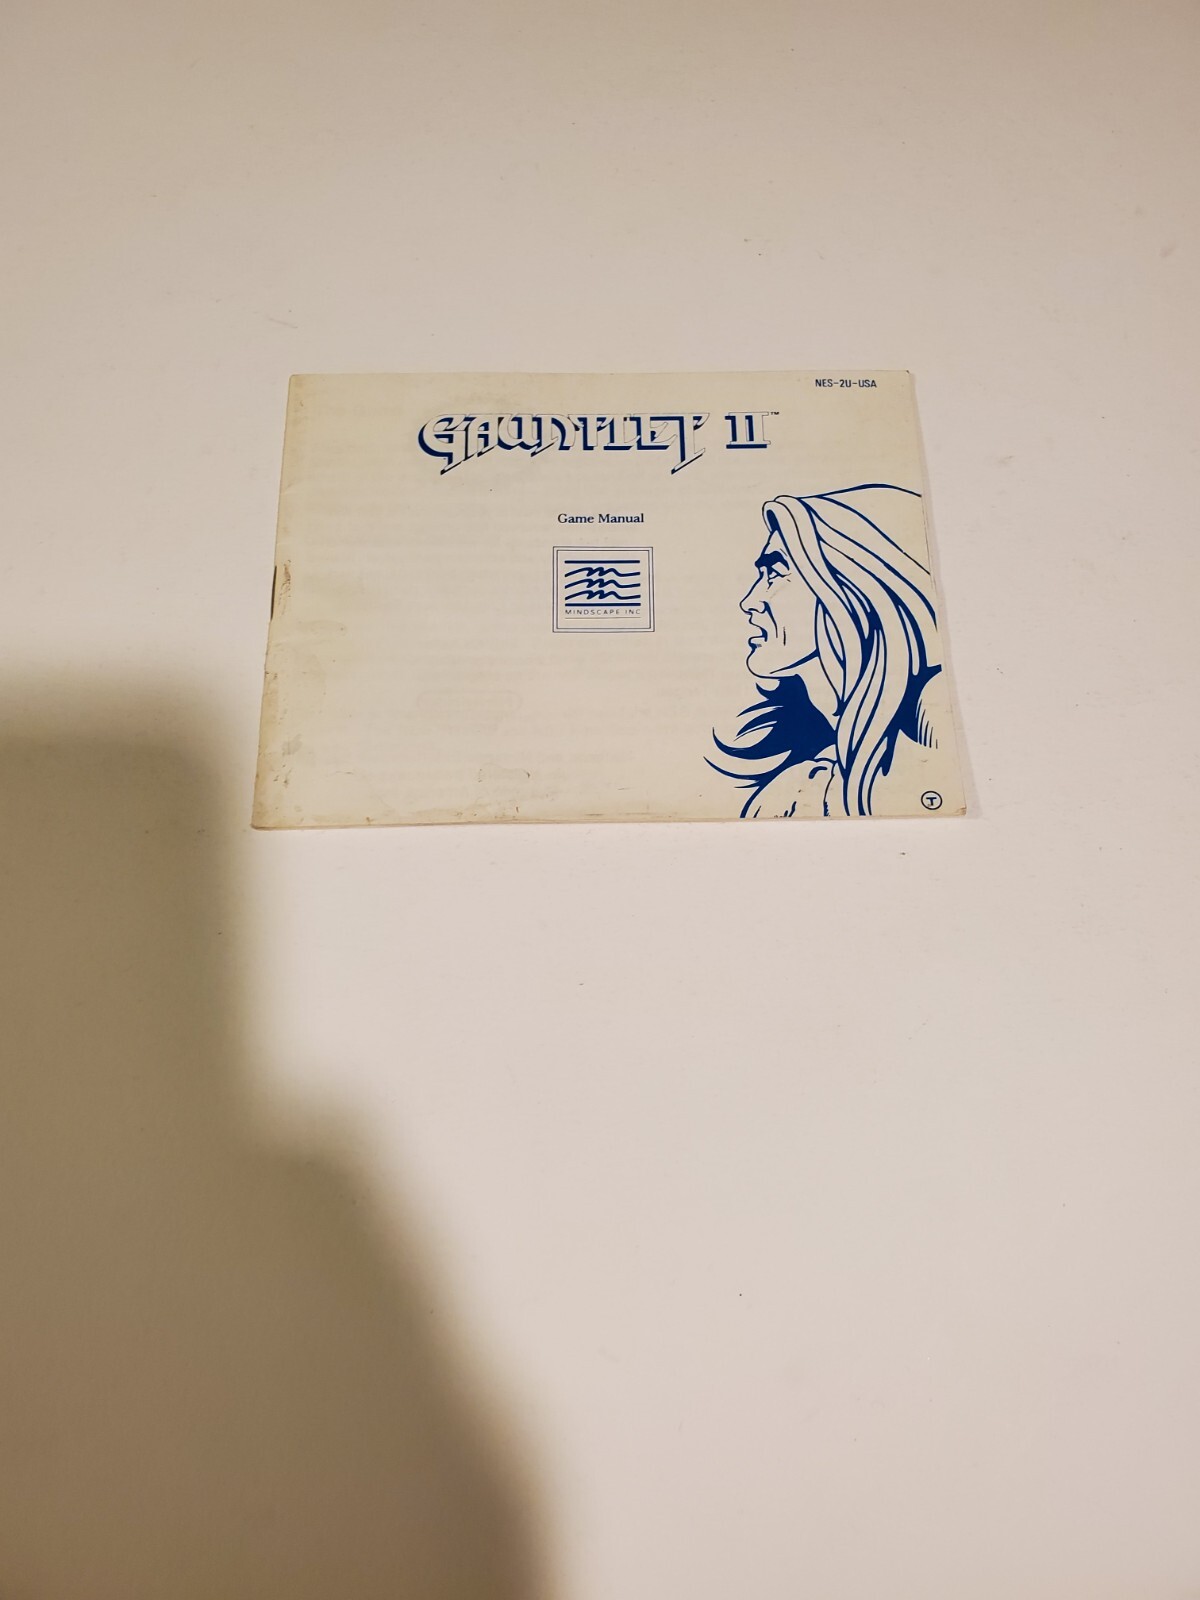 NES-2U-USA
GAUNTLET II™
Game Manual
MINDSCAPE INC
T